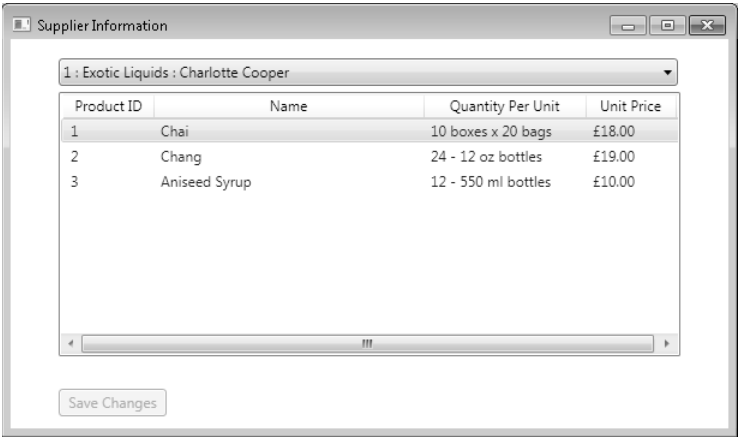 Supplier Information
1 : Exotic Liquids : Charlotte Cooper
Product ID Name Quantity Per Unit Unit Price
1 Chai 10 boxes x 20 bags £18.00
2 Chang 24 - 12 oz bottles £19.00
3 Aniseed Syrup 12 - 550 ml bottles £10.00
Save Changes